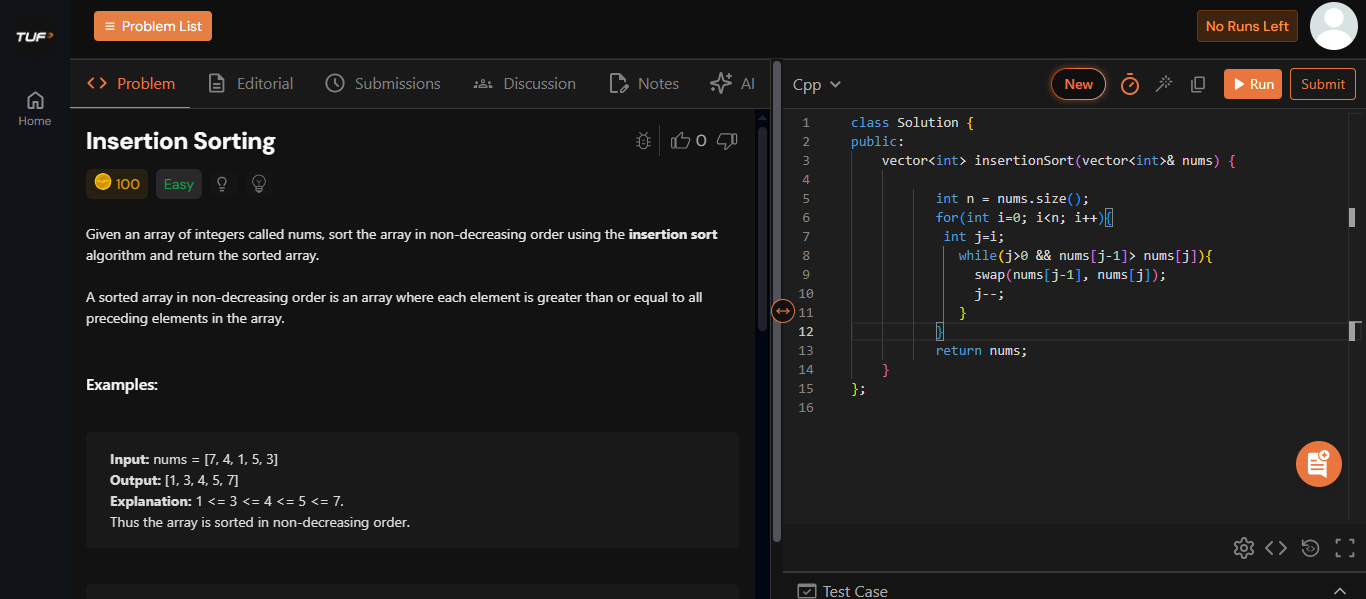 TUF
Problem List
No Runs Left
Home
Problem
Editorial
Submissions
Discussion
Notes
AI
Insertion Sorting
0
100
Easy
Given an array of integers called nums, sort the array in non-decreasing order using the insertion sort
algorithm and return the sorted array.
A sorted array in non-decreasing order is an array where each element is greater than or equal to all
preceding elements in the array.
Examples:
Input: nums = [7, 4, 1, 5, 3]
Output: [1, 3, 4, 5, 7]
Explanation: 1 <= 3 <= 4 <= 5 <= 7.
Thus the array is sorted in non-decreasing order.
Cpp
New
Run
Submit
1 class Solution {
2 public:
3 vector<int> insertionSort(vector<int>& nums) {
4
5 int n = nums.size();
6 for(int i=0; i<n; i++){
7 int j=i;
8 while(j>0 && nums[j-1]> nums[j]){
9 swap(nums[j-1], nums[j]);
10 j--;
11 }
12 }
13 return nums;
14 }
15 };
16
Test Case